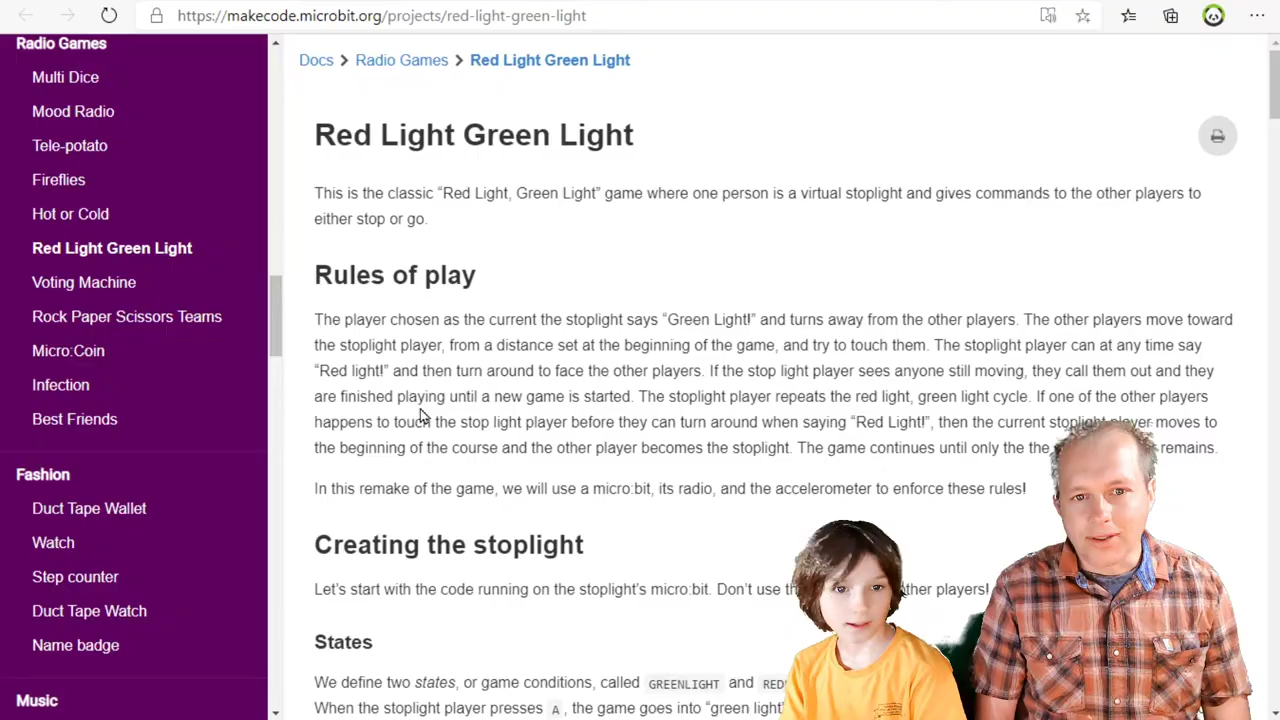 https://makecode.microbit.org/projects/red-light-green-light
Radio Games
Multi Dice
Mood Radio
Tele-potato
Fireflies
Hot or Cold
Red Light Green Light
Voting Machine
Rock Paper Scissors Teams
Micro:Coin
Infection
Best Friends
Fashion
Duct Tape Wallet
Watch
Step counter
Duct Tape Watch
Name badge
Music
Docs > Radio Games > Red Light Green Light
Red Light Green Light
This is the classic “Red Light, Green Light” game where one person is a virtual stoplight and gives commands to the other players to
either stop or go.
Rules of play
The player chosen as the current the stoplight says “Green Light!” and turns away from the other players. The other players move toward
the stoplight player, from a distance set at the beginning of the game, and try to touch them. The stoplight player can at any time say
“Red light!” and then turn around to face the other players. If the stop light player sees anyone still moving, they call them out and they
are finished playing until a new game is started. The stoplight player repeats the red light, green light cycle. If one of the other players
happens to touch the stop light player before they can turn around when saying “Red Light!”, then the current stoplight player moves to
the beginning of the course and the other player becomes the stoplight. The game continues until only the the remains.
In this remake of the game, we will use a micro:bit, its radio, and the accelerometer to enforce these rules!
Creating the stoplight
Let’s start with the code running on the stoplight’s micro:bit. Don’t use players!
States
We define two states, or game conditions, called GREENLIGHT and
When the stoplight player presses A, the game goes into “green light”